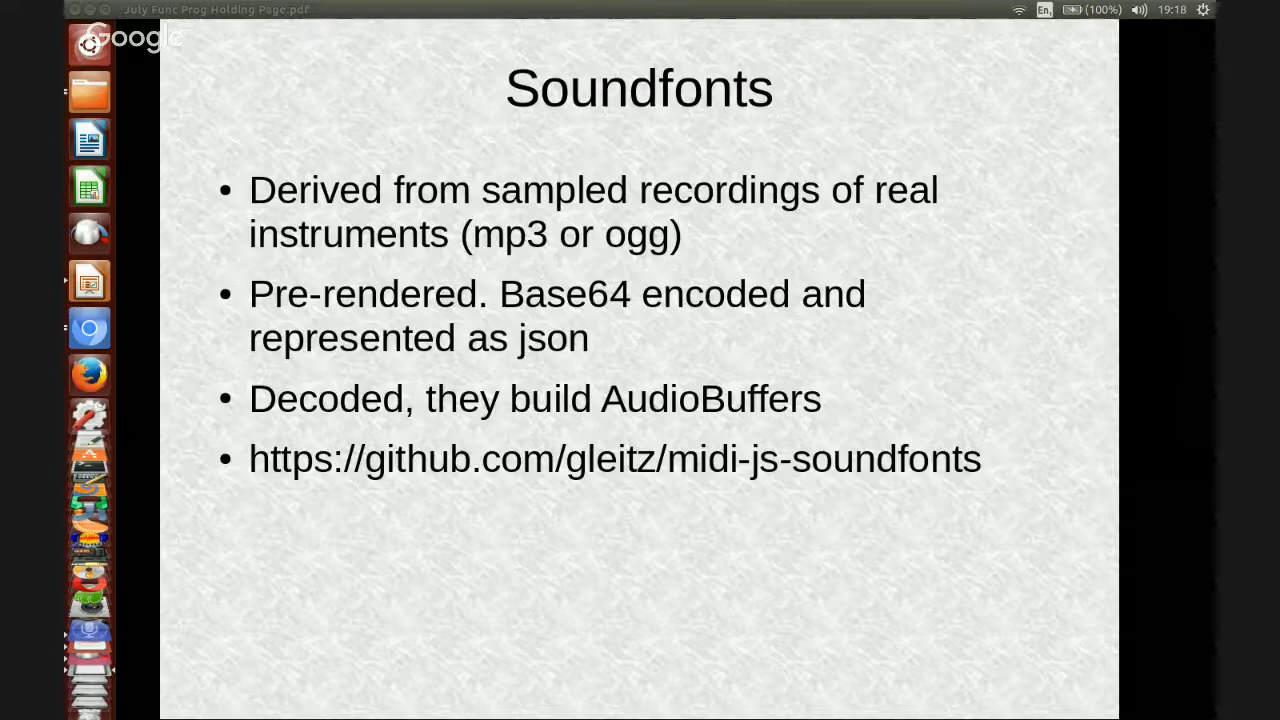 July Func Prog Holding Page.pdf
En
(100%)
19:18
Google
Soundfonts
• Derived from sampled recordings of real
instruments (mp3 or ogg)
• Pre-rendered. Base64 encoded and
represented as json
• Decoded, they build AudioBuffers
• https://github.com/gleitz/midi-js-soundfonts